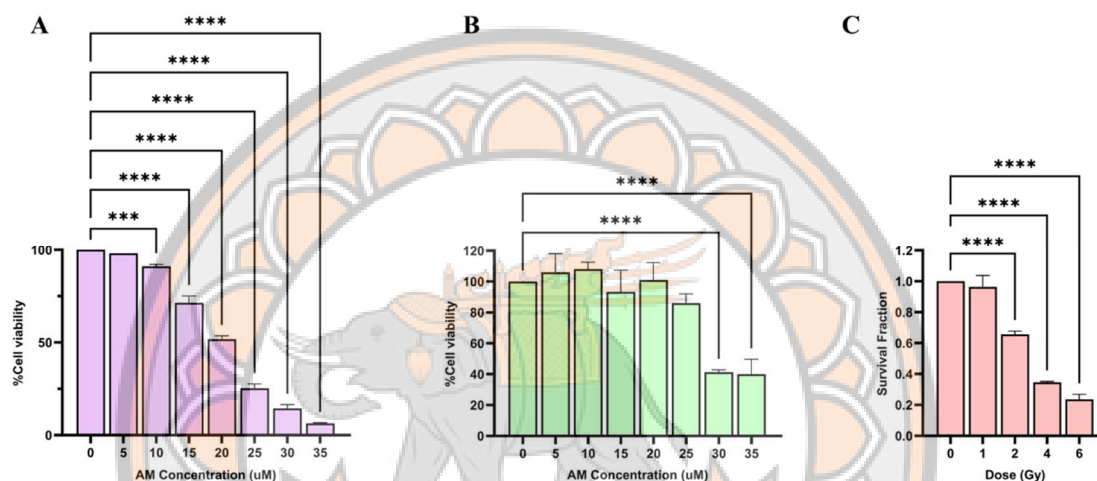 A
****
****
****
****
****
***
100
50
0
%Cell viability
0 5 10 15 20 25 30 35
AM Concentration (uM)
B
****
****
120
100
80
60
40
20
0
%Cell viability
0 5 10 15 20 25 30 35
AM Concentration (uM)
C
****
****
****
1.2
1.0
0.8
0.6
0.4
0.2
0.0
Survival Fraction
0 1 2 4 6
Dose (Gy)